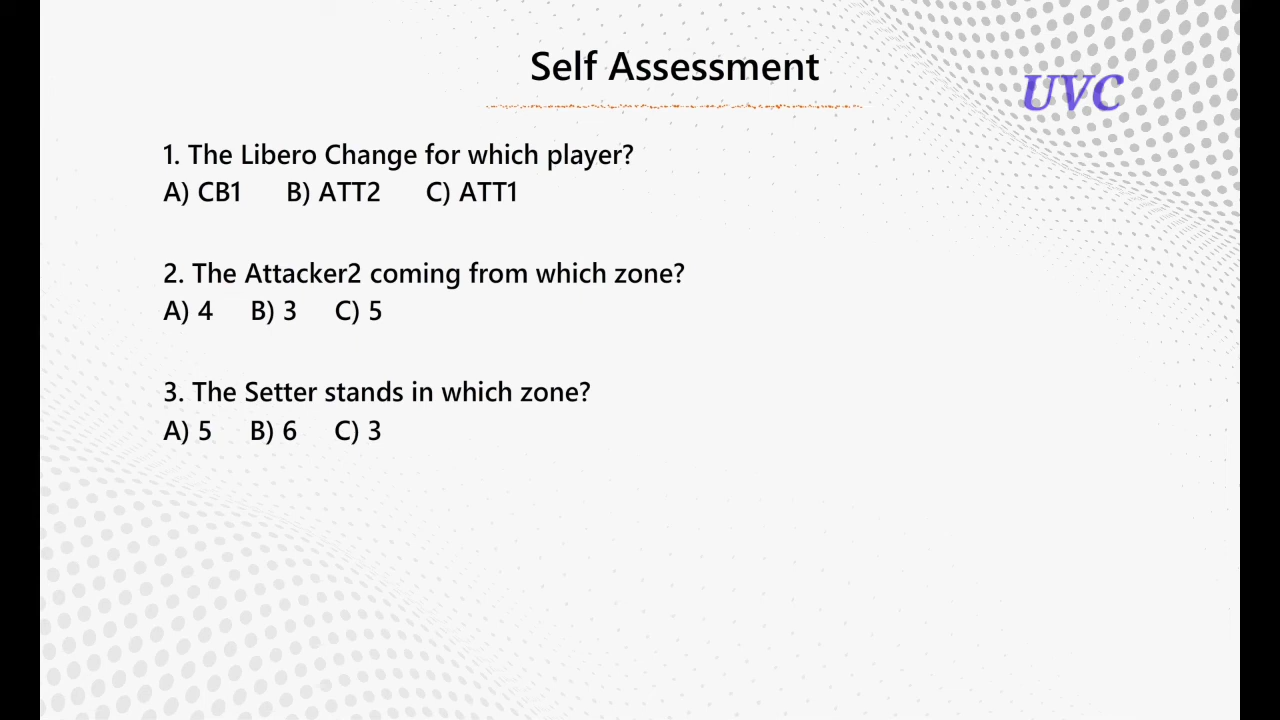 Self Assessment
UVC
1. The Libero Change for which player?
A) CB1 B) ATT2 C) ATT1
2. The Attacker2 coming from which zone?
A) 4 B) 3 C) 5
3. The Setter stands in which zone?
A) 5 B) 6 C) 3